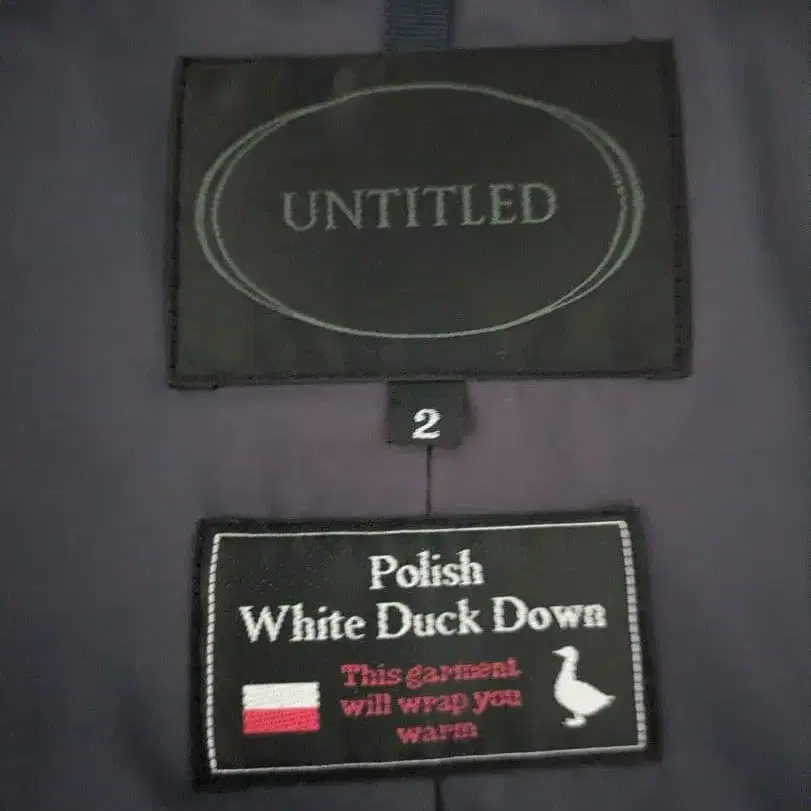 UNTITLED
2
Polish
White Duck Down
This garment
will wrap you
warm